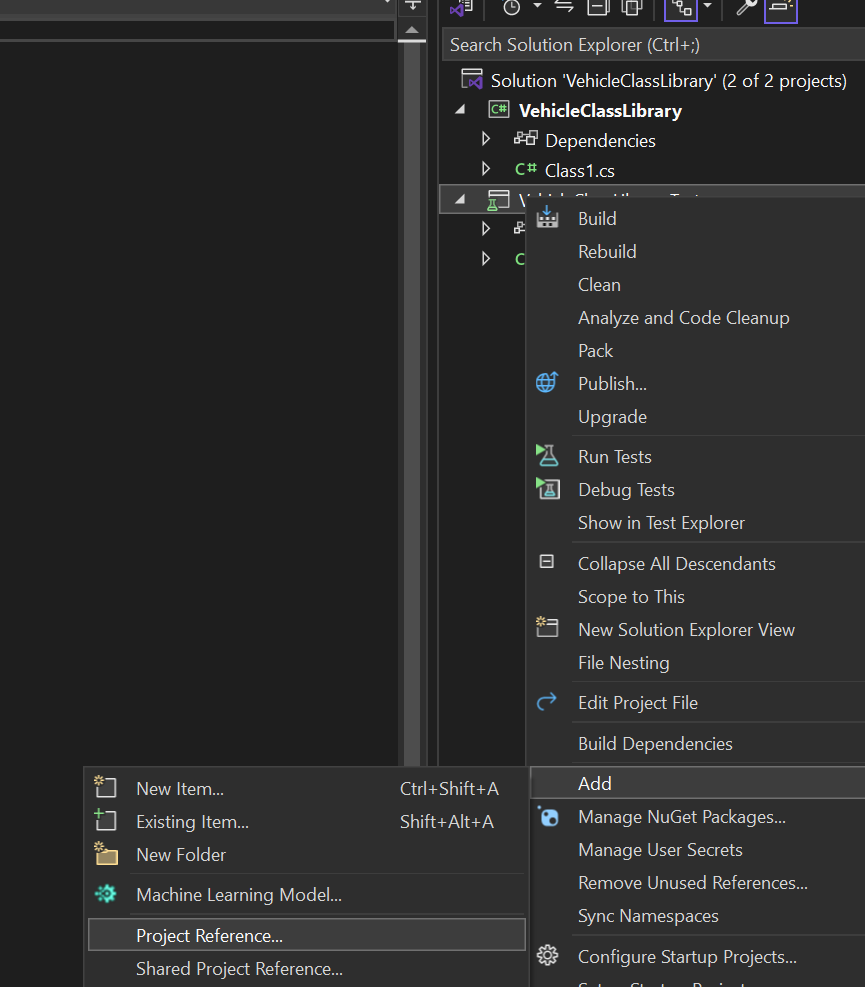 Search Solution Explorer (Ctrl+;)
Solution 'VehicleClassLibrary' (2 of 2 projects)
C# VehicleClassLibrary
Dependencies
C# Class1.cs
Build
Rebuild
Clean
Analyze and Code Cleanup
Pack
Publish...
Upgrade
Run Tests
Debug Tests
Show in Test Explorer
Collapse All Descendants
Scope to This
New Solution Explorer View
File Nesting
Edit Project File
Build Dependencies
Add
Manage NuGet Packages...
Manage User Secrets
Remove Unused References...
Sync Namespaces
Configure Startup Projects...
New Item... Ctrl+Shift+A
Existing Item... Shift+Alt+A
New Folder
Machine Learning Model...
Project Reference...
Shared Project Reference...